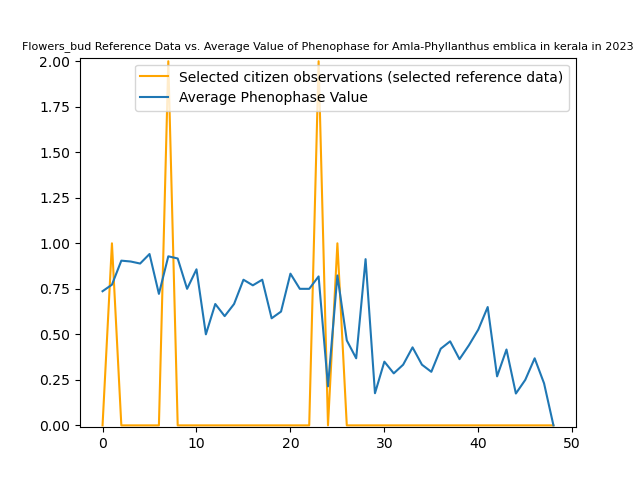 Flowers_bud Reference Data vs. Average Value of Phenophase for Amla-Phyllanthus emblica in kerala in 2023
Selected citizen observations (selected reference data)
Average Phenophase Value
2.00
1.75
1.50
1.25
1.00
0.75
0.50
0.25
0.00
0 10 20 30 40 50